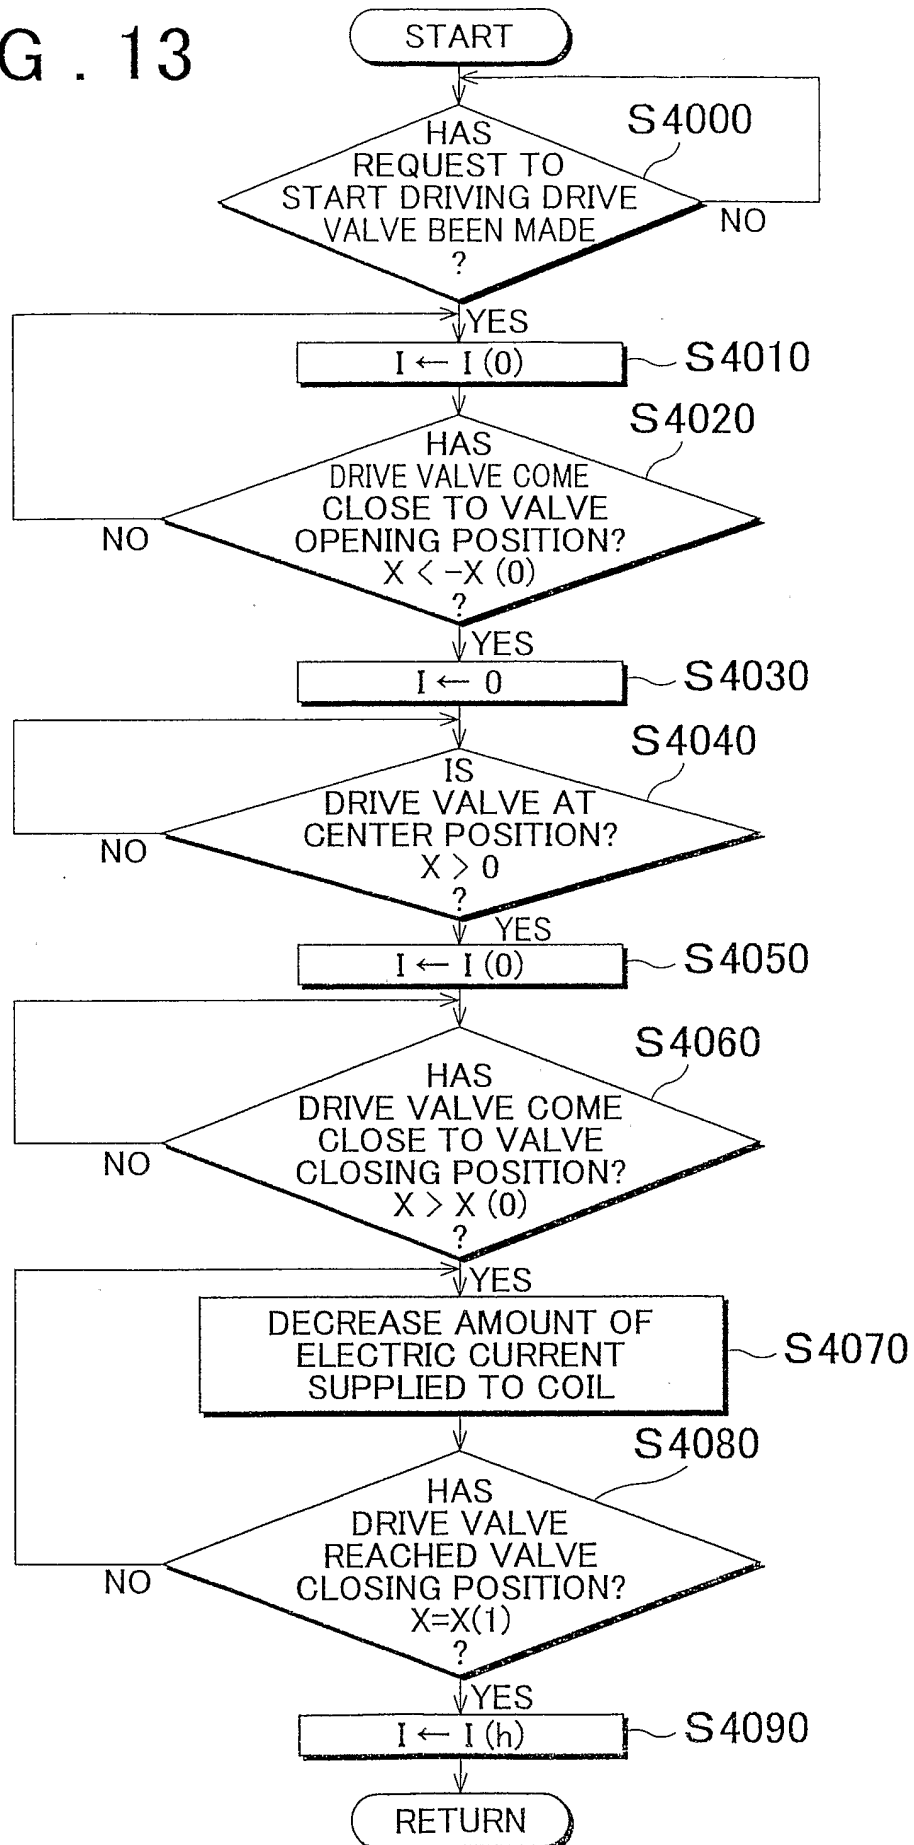 G . 13
START
S4000
HAS
REQUEST TO
START DRIVING DRIVE
VALVE BEEN MADE
?
NO
YES
I ← I (0)
S4010
S4020
HAS
DRIVE VALVE COME
CLOSE TO VALVE
OPENING POSITION?
X < -X (0)
?
NO
YES
I ← 0
S4030
S4040
IS
DRIVE VALVE AT
CENTER POSITION?
X > 0
?
NO
YES
I ← I (0)
S4050
S4060
HAS
DRIVE VALVE COME
CLOSE TO VALVE
CLOSING POSITION?
X > X (0)
?
NO
YES
DECREASE AMOUNT OF
ELECTRIC CURRENT
SUPPLIED TO COIL
S4070
S4080
HAS
DRIVE VALVE
REACHED VALVE
CLOSING POSITION?
X=X(1)
?
NO
YES
I ← I (h)
S4090
RETURN